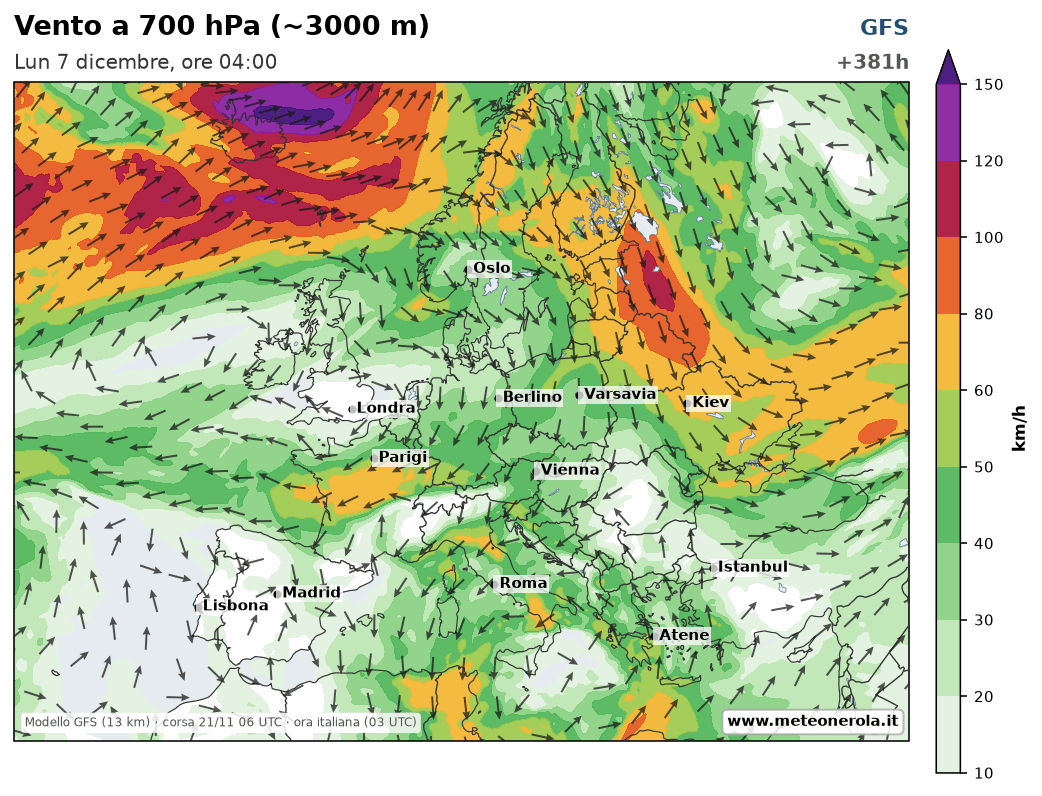 Vento a 700 hPa (~3000 m)
GFS
Lun 7 dicembre, ore 04:00
+381h
150
120
100
80
60
50
40
30
20
10
km/h
Oslo
Berlino
Varsavia
Kiev
Londra
Parigi
Vienna
Istanbul
Roma
Madrid
Lisbona
Atene
Modello GFS (13 km) · corsa 21/11 06 UTC · ora italiana (03 UTC)
www.meteonerola.it